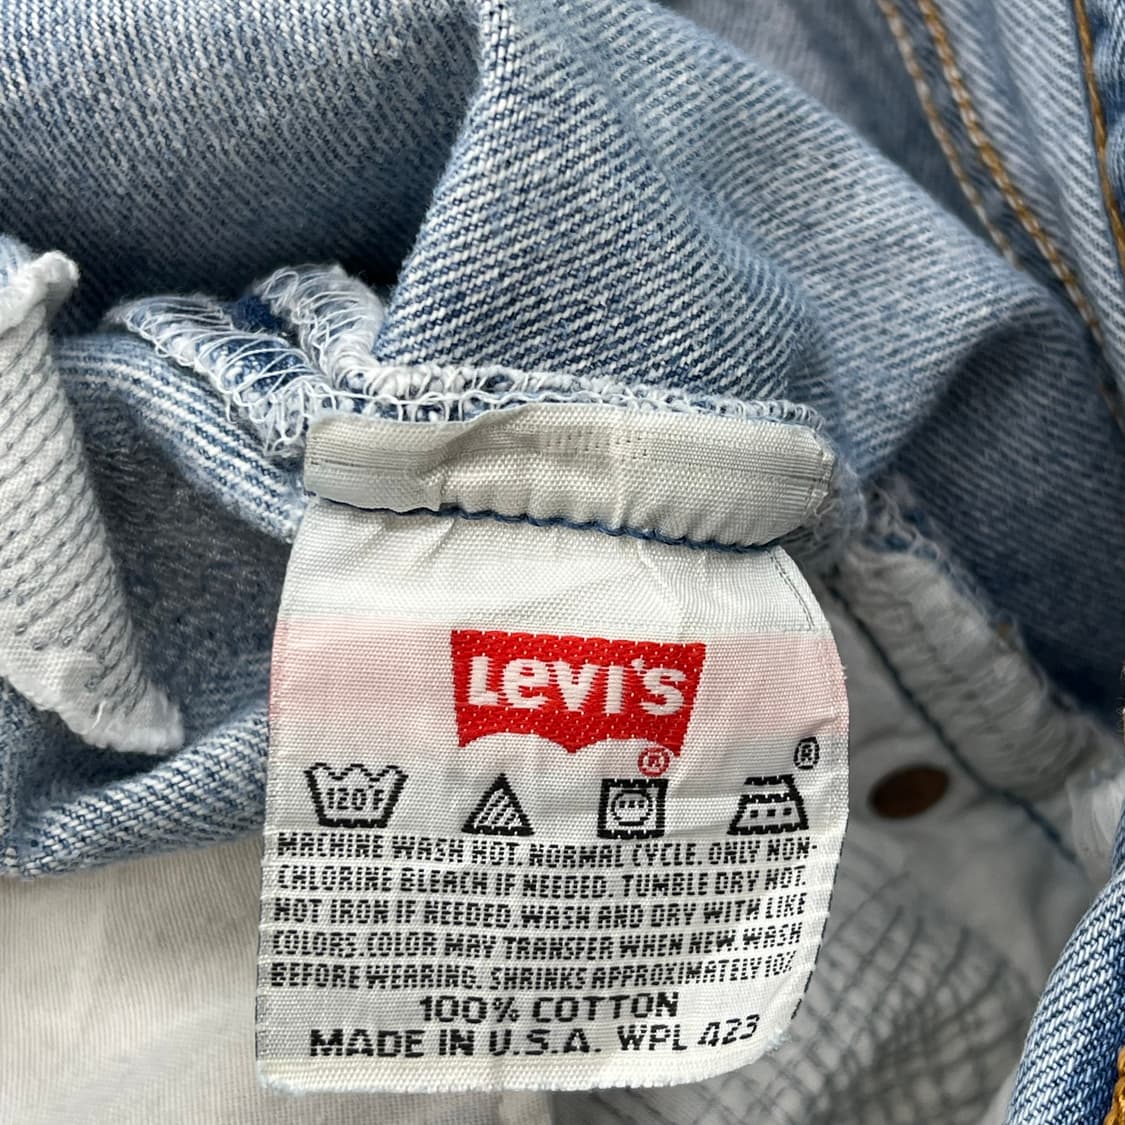 Levi's
®
®
120°F
MACHINE WASH HOT. NORMAL CYCLE. ONLY NON-
CHLORINE BLEACH IF NEEDED. TUMBLE DRY HOT.
HOT IRON IF NEEDED. WASH AND DRY WITH LIKE
COLORS. COLOR MAY TRANSFER WHEN NEW. WASH
BEFORE WEARING. SHRINKS APPROXIMATELY 10%
100% COTTON
MADE IN U.S.A. WPL 423